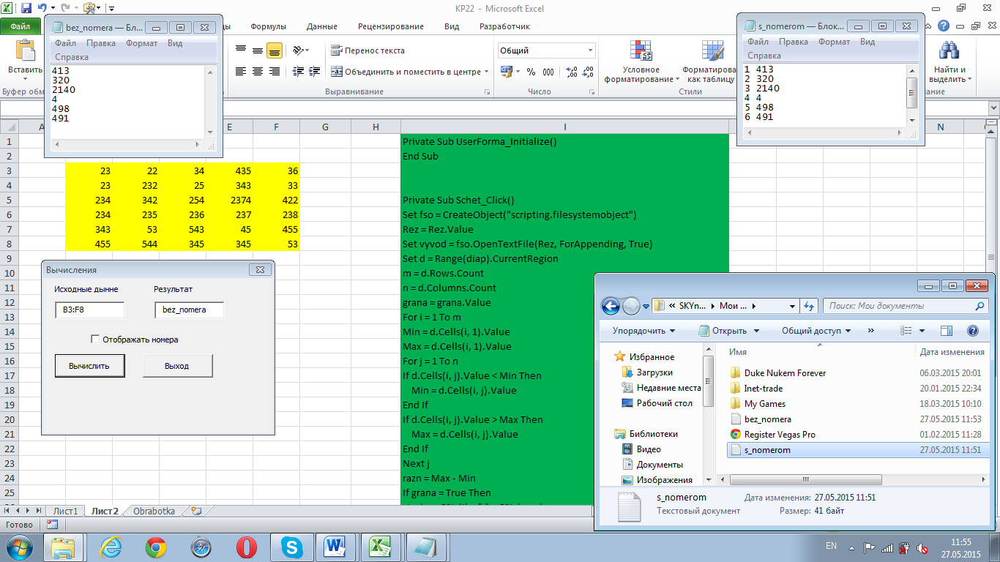 KP22 - Microsoft Excel
Файл
Формулы
Данные
Рецензирование
Вид
Разработчик
Вставить
Буфер обм
Перенос текста
Объединить и поместить в центре
Выравнивание
Общий
% 000
Число
Условное форматирование
Форматирова
как таблицу
Стили
Найти и
выделить
bez_nomera — Бл...
Файл Правка Формат Вид
Справка
413
320
2140
4
498
491
s_nomerom — Блок...
Файл Правка Формат Вид
Справка
1 413
2 320
3 2140
4 4
5 498
6 491
E F G H I N
1 Private Sub UserForma_Initialize()
2 End Sub
3 23 22 34 435 36
4 23 232 25 343 33
5 234 342 254 2374 422 Private Sub Schet_Click()
6 234 235 236 237 238 Set fso = CreateObject("scripting.filesystemobject")
7 343 53 543 45 455 Rez = Rez.Value
8 455 544 345 345 53 Set vyvod = fso.OpenTextFile(Rez, ForAppending, True)
9 Set d = Range(diap).CurrentRegion
10 m = d.Rows.Count
11 n = d.Columns.Count
12 grana = grana.Value
13 For i = 1 To m
14 Min = d.Cells(i, 1).Value
15 Max = d.Cells(i, 1).Value
16 For j = 1 To n
17 If d.Cells(i, j).Value < Min Then
18 Min = d.Cells(i, j).Value
19 End If
20 If d.Cells(i, j).Value > Max Then
21 Max = d.Cells(i, j).Value
22 End If
23 Next j
24 razn = Max - Min
25 If grana = True Then
Вычисления
Исходные дынне Результат
B3:F8 bez_nomera
Отображать номера
Вычислить Выход
« SKYn... Мои ...
Поиск: Мои документы
Упорядочить Открыть Общий доступ »
Избранное
Загрузки
Недавние места
Рабочий стол
Библиотеки
Видео
Документы
Изображения
Имя Дата изменения
Duke Nukem Forever 06.03.2015 20:01
Inet-trade 20.01.2015 22:34
My Games 18.03.2015 10:10
bez_nomera 27.05.2015 11:53
Register Vegas Pro 01.02.2015 11:28
s_nomerom 27.05.2015 11:51
s_nomerom Дата изменения: 27.05.2015 11:51
Текстовый документ Размер: 41 байт
Лист1 Лист2 Obrabotka
Готово
EN
11:55
27.05.2015